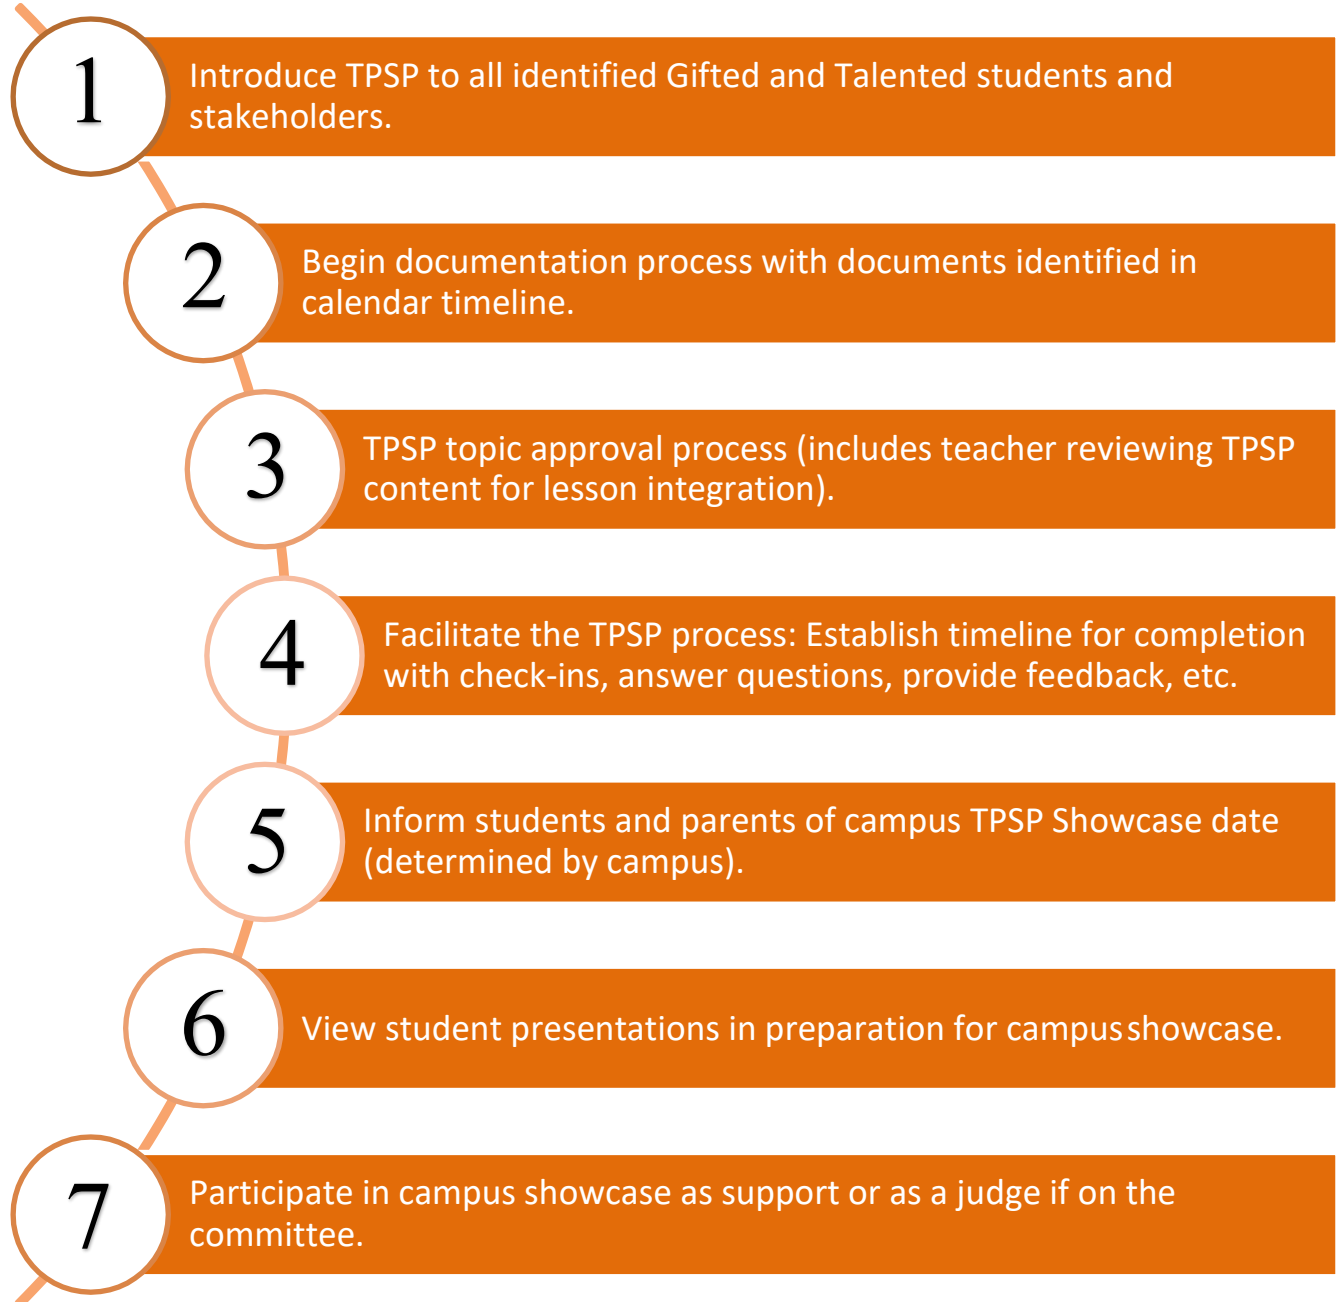 1
Introduce TPSP to all identified Gifted and Talented students and
stakeholders.
2
Begin documentation process with documents identified in
calendar timeline.
3
TPSP topic approval process (includes teacher reviewing TPSP
content for lesson integration).
4
Facilitate the TPSP process: Establish timeline for completion
with check-ins, answer questions, provide feedback, etc.
5
Inform students and parents of campus TPSP Showcase date
(determined by campus).
6
View student presentations in preparation for campus showcase.
7
Participate in campus showcase as support or as a judge if on the
committee.